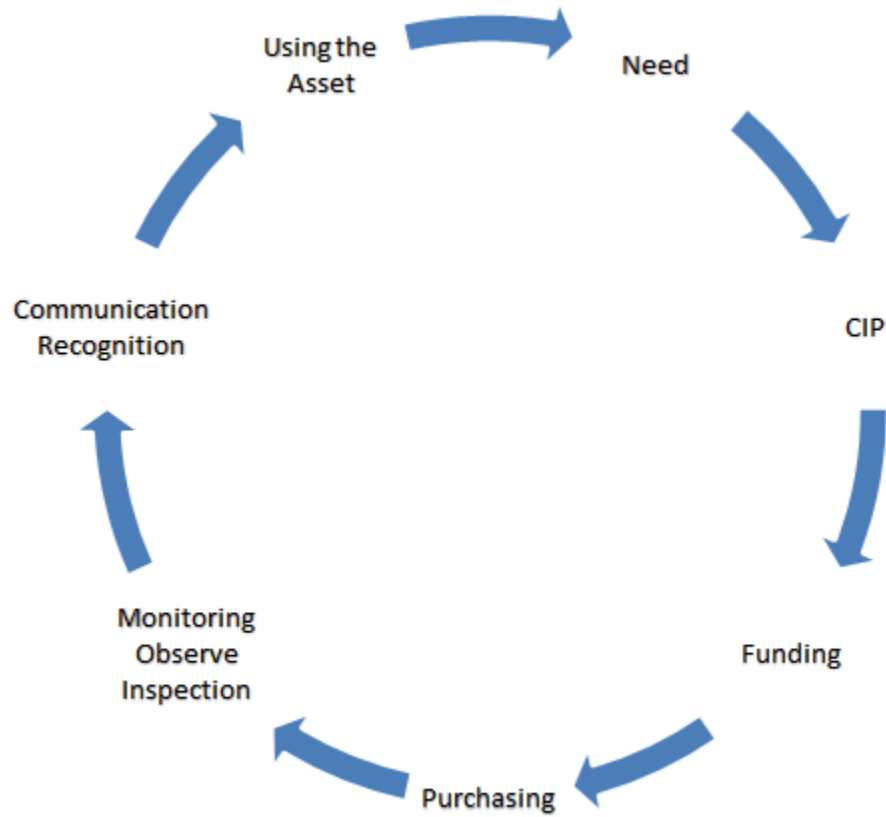 Using the
Asset
Need
CIP
Funding
Purchasing
Monitoring
Observe
Inspection
Communication
Recognition